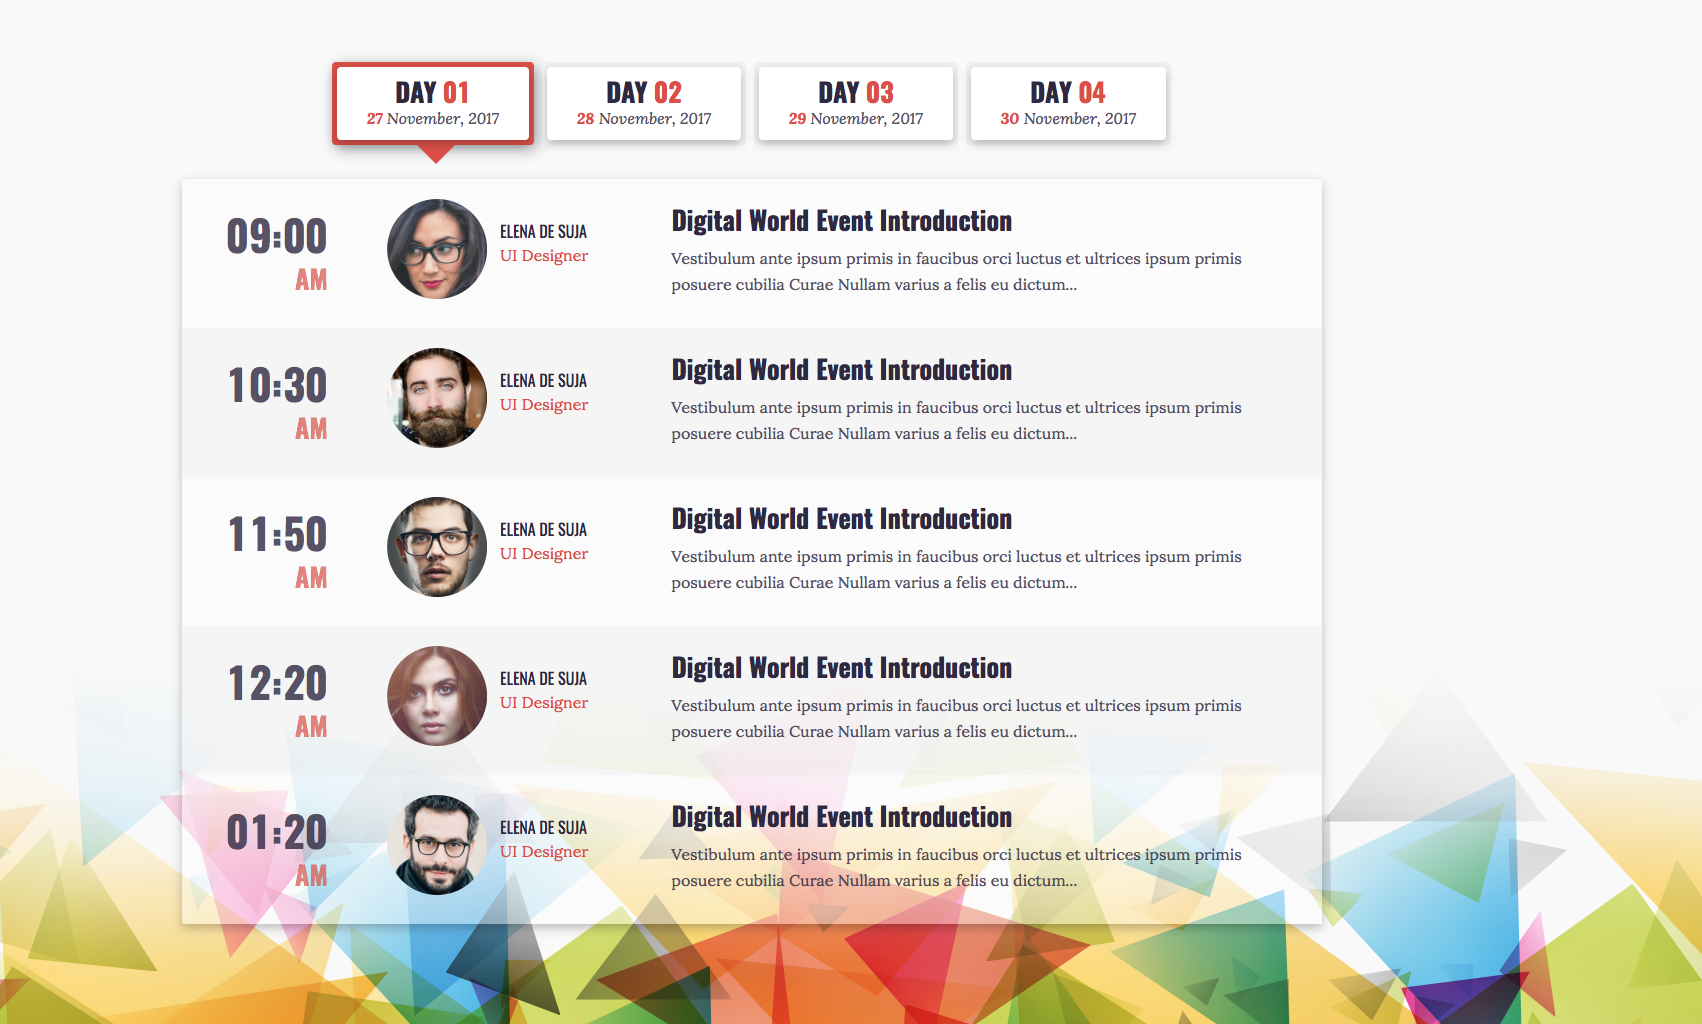 DAY 01
27 November, 2017
DAY 02
28 November, 2017
DAY 03
29 November, 2017
DAY 04
30 November, 2017
09:00
AM
ELENA DE SUJA
UI Designer
Digital World Event Introduction
Vestibulum ante ipsum primis in faucibus orci luctus et ultrices ipsum primis
posuere cubilia Curae Nullam varius a felis eu dictum...
10:30
AM
ELENA DE SUJA
UI Designer
Digital World Event Introduction
Vestibulum ante ipsum primis in faucibus orci luctus et ultrices ipsum primis
posuere cubilia Curae Nullam varius a felis eu dictum...
11:50
AM
ELENA DE SUJA
UI Designer
Digital World Event Introduction
Vestibulum ante ipsum primis in faucibus orci luctus et ultrices ipsum primis
posuere cubilia Curae Nullam varius a felis eu dictum...
12:20
AM
ELENA DE SUJA
UI Designer
Digital World Event Introduction
Vestibulum ante ipsum primis in faucibus orci luctus et ultrices ipsum primis
posuere cubilia Curae Nullam varius a felis eu dictum...
01:20
AM
ELENA DE SUJA
UI Designer
Digital World Event Introduction
Vestibulum ante ipsum primis in faucibus orci luctus et ultrices ipsum primis
posuere cubilia Curae Nullam varius a felis eu dictum...